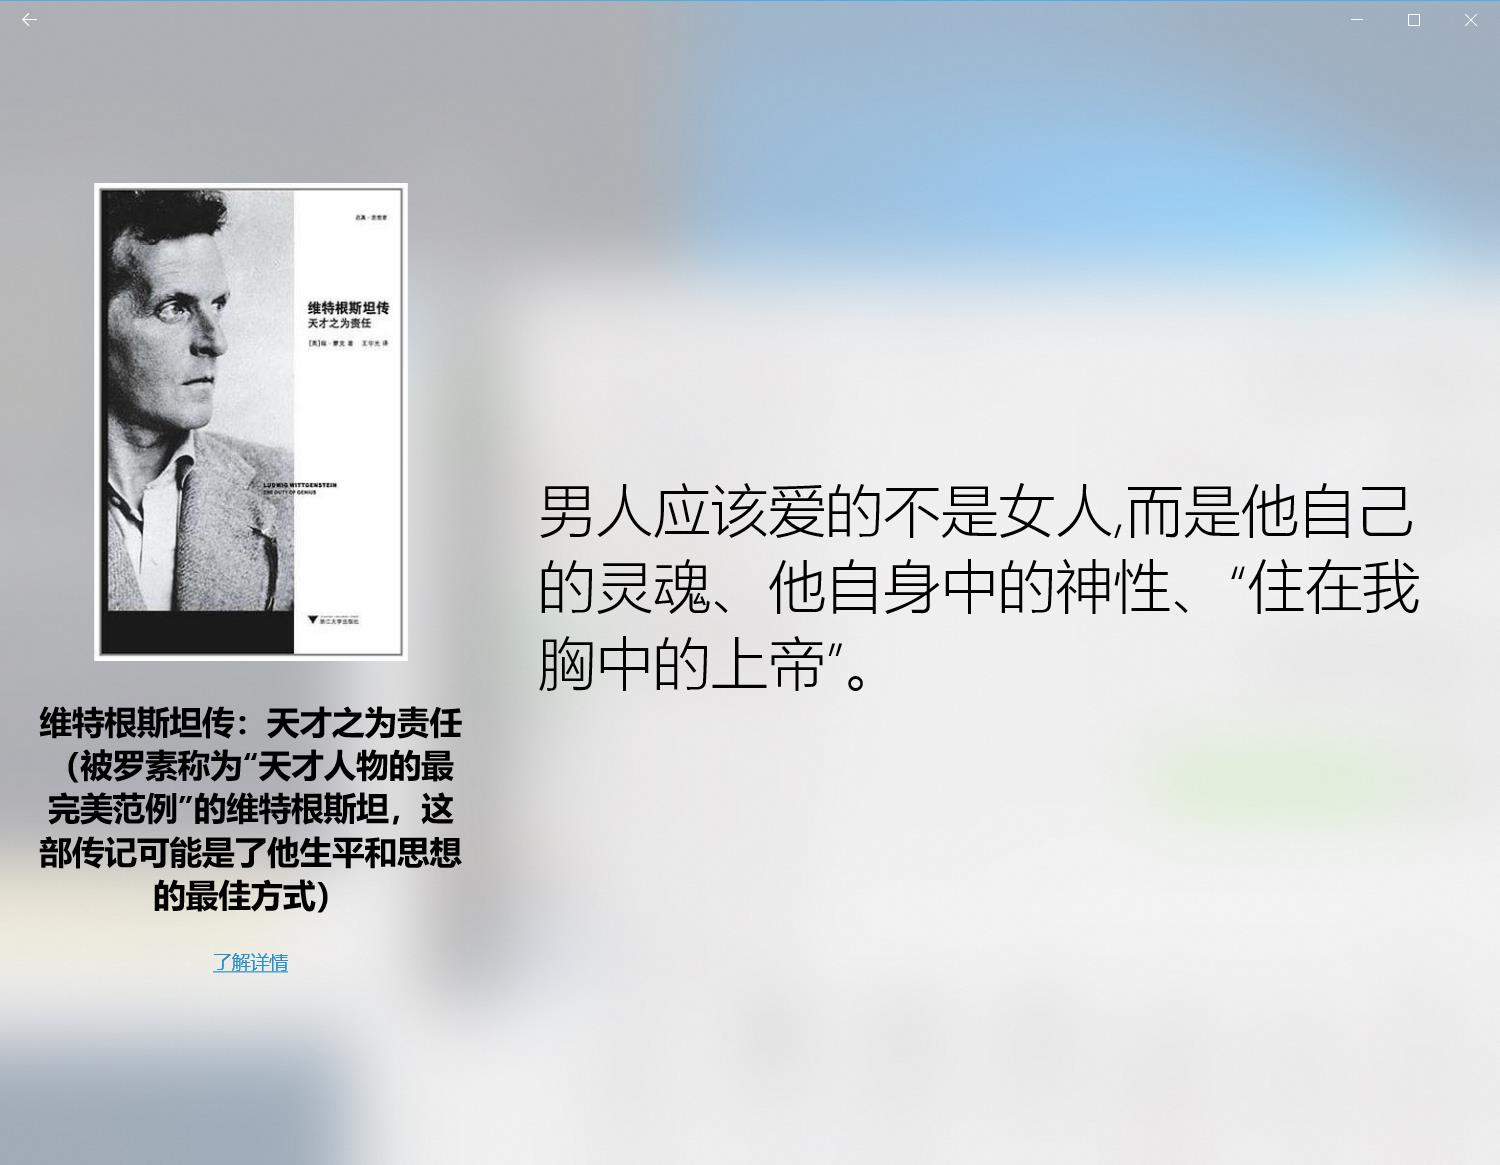 启真·思想家
维特根斯坦传
天才之为责任
[英]瑞·蒙克 著 王宇光 译
LUDWIG WITTGENSTEIN
THE DUTY OF GENIUS
浙江大学出版社
维特根斯坦传：天才之为责任
（被罗素称为“天才人物的最
完美范例”的维特根斯坦，这
部传记可能是了他生平和思想
的最佳方式）
了解详情
男人应该爱的不是女人,而是他自己
的灵魂、他自身中的神性、“住在我
胸中的上帝”。